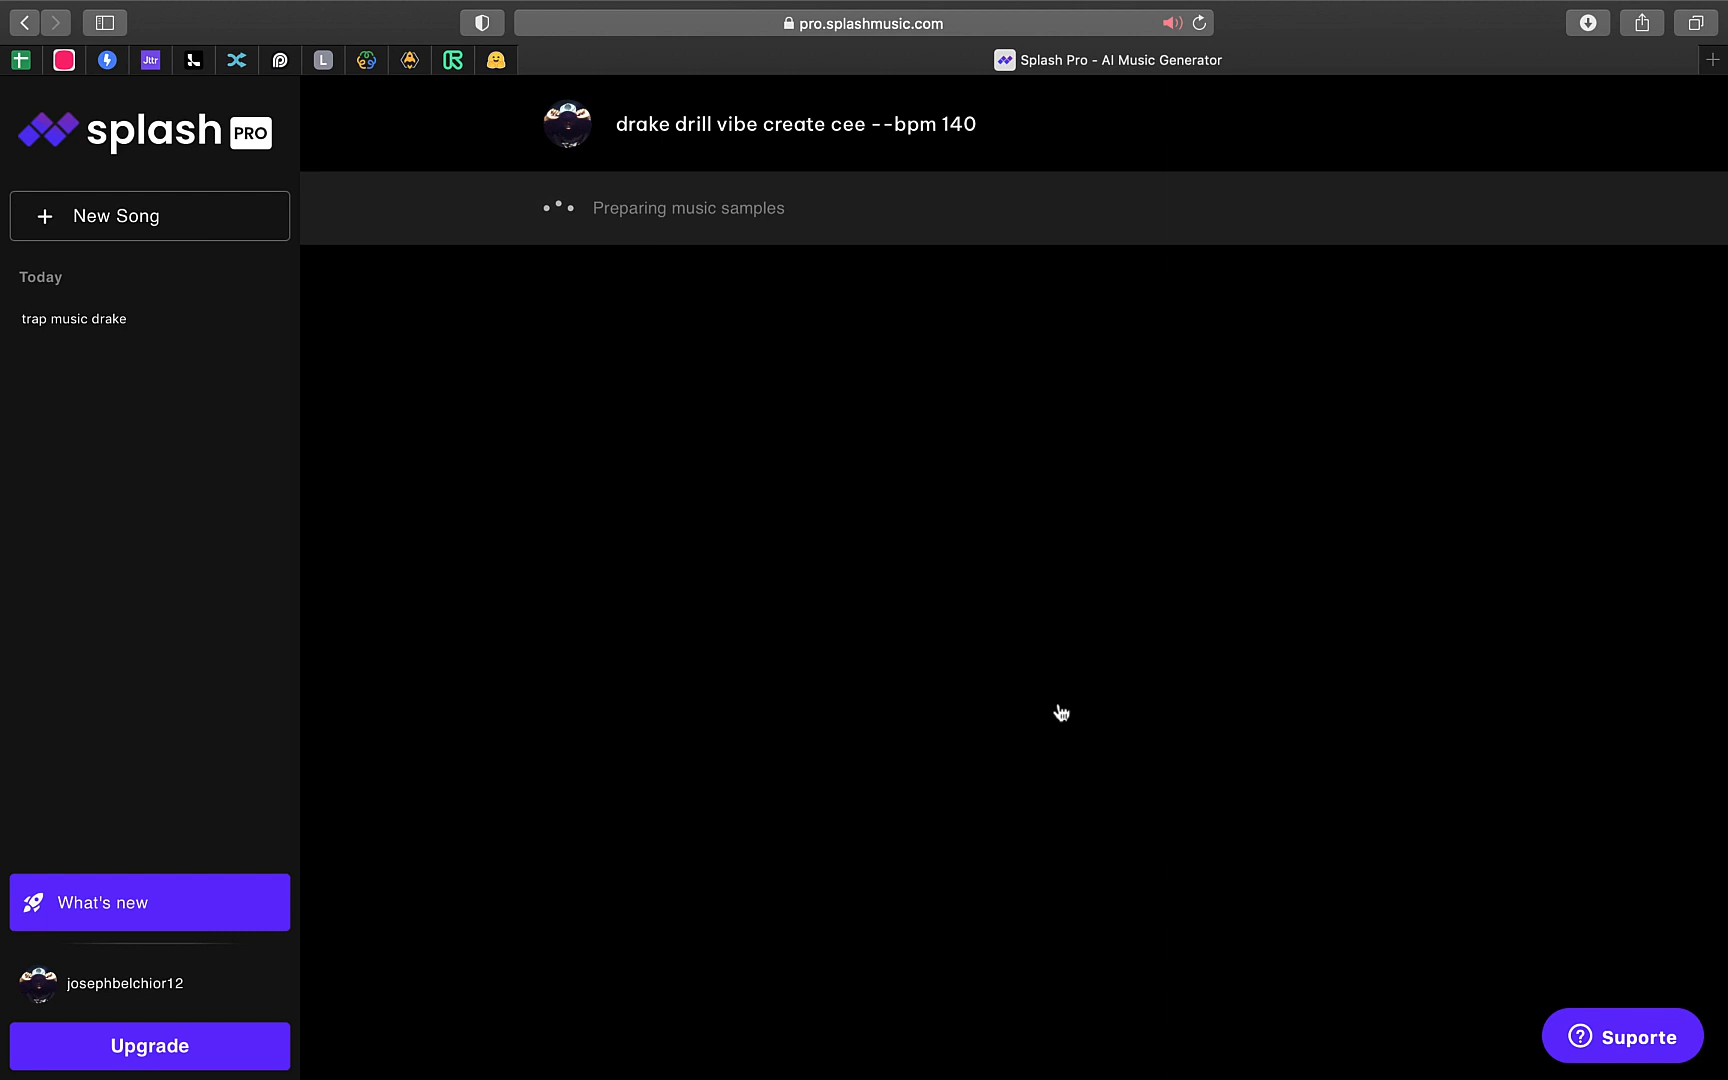 pro.splashmusic.com
Jttr
L
Splash Pro - AI Music Generator
splash PRO
drake drill vibe create cee --bpm 140
New Song
Preparing music samples
Today
trap music drake
What's new
josephbelchior12
Upgrade
Suporte